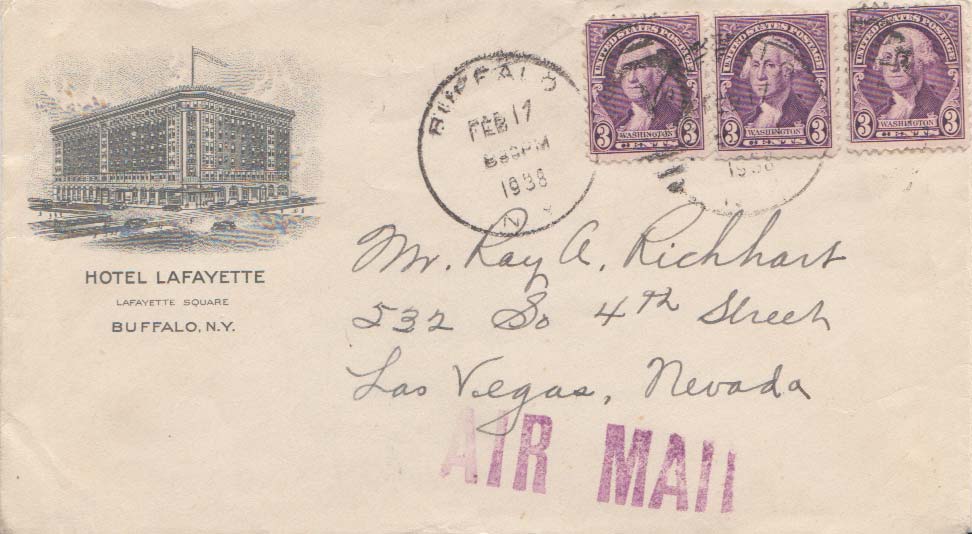 HOTEL LAFAYETTE
LAFAYETTE SQUARE
BUFFALO, N.Y.
BUFFALO
FEB 17
PM
1938
N.Y.
UNITED STATES POSTAGE
3 WASHINGTON 3
CENTS
UNITED STATES POSTAGE
3 WASHINGTON 3
CENTS
UNITED STATES POSTAGE
3 WASHINGTON 3
CENTS
1938
Mr. Ray A. Richhart
532 So 4th Street
Las Vegas, Nevada
AIR MAIL